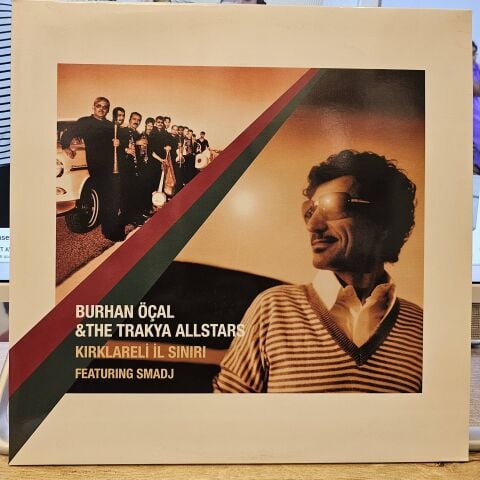 BURHAN ÖÇAL
&THE TRAKYA ALLSTARS
KIRKLARELİ İL SINIRI
FEATURING SMADJ